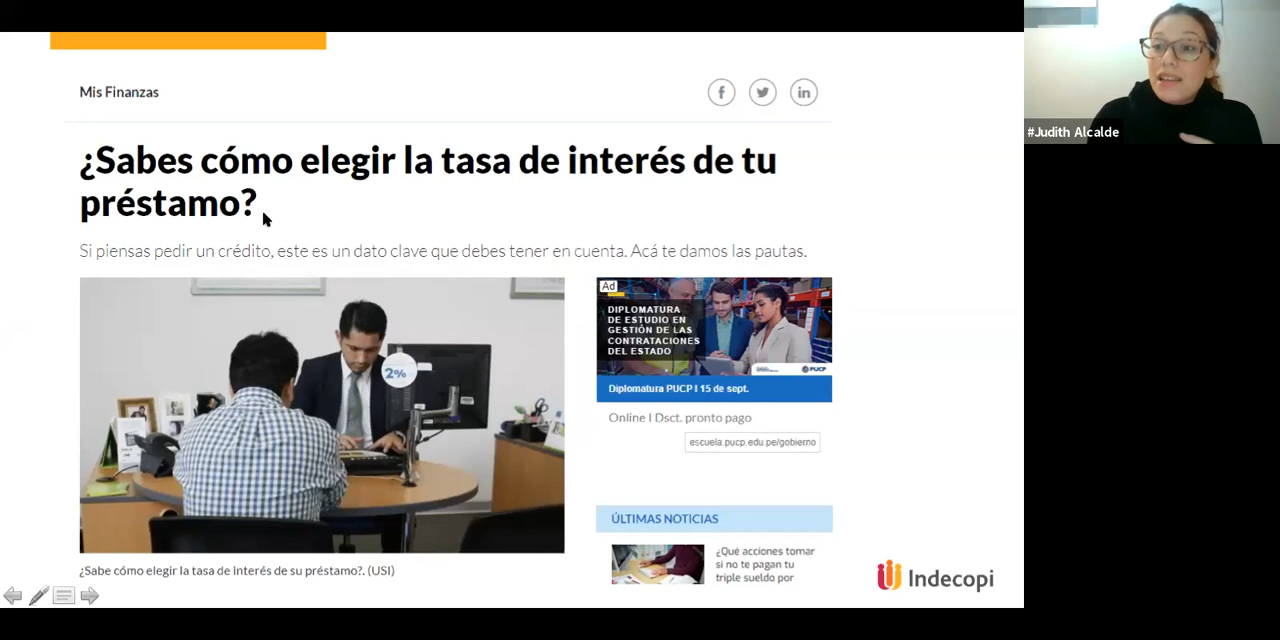 Mis Finanzas
¿Sabes cómo elegir la tasa de interés de tu
préstamo?
Si piensas pedir un crédito, este es un dato clave que debes tener en cuenta. Acá te damos las pautas.
2%
¿Sabe cómo elegir la tasa de interés de su préstamo?. (USI)
Ad
DIPLOMATURA
DE ESTUDIO EN
GESTIÓN DE LAS
CONTRATACIONES
DEL ESTADO
PUCP
Diplomatura PUCP I 15 de sept.
Online I Dsct. pronto pago
escuela.pucp.edu.pe/gobierno
ÚLTIMAS NOTICIAS
¿Qué acciones tomar
si no te pagan tu
triple sueldo por
Indecopi
#Judith Alcalde